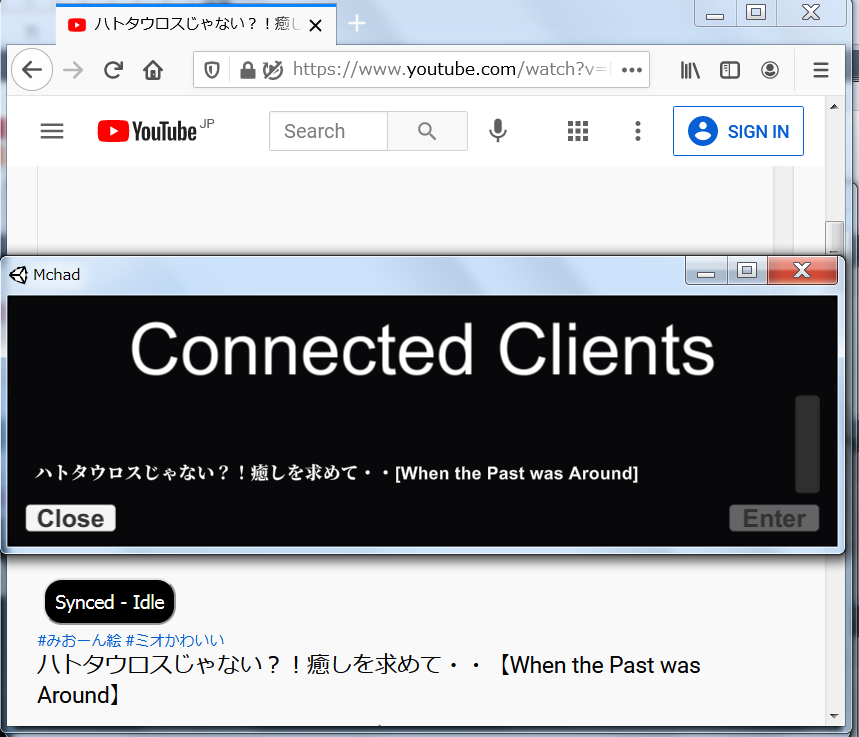 ハトタウロスじゃない？！癒し
https://www.youtube.com/watch?v=
YouTube JP
Search
SIGN IN
Mchad
Connected Clients
ハトタウロスじゃない？！癒しを求めて・・[When the Past was Around]
Close
Enter
Synced - Idle
#みおーん絵 #ミオかわいい
ハトタウロスじゃない？！癒しを求めて・・【When the Past was
Around】